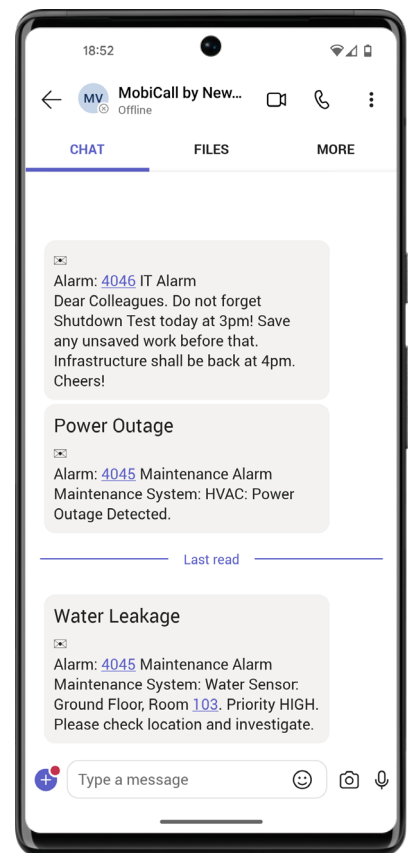 18:52
MV
MobiCall by New...
Offline
CHAT
FILES
MORE
Alarm: 4046 IT Alarm
Dear Colleagues. Do not forget
Shutdown Test today at 3pm! Save
any unsaved work before that.
Infrastructure shall be back at 4pm.
Cheers!
Power Outage
Alarm: 4045 Maintenance Alarm
Maintenance System: HVAC: Power
Outage Detected.
Last read
Water Leakage
Alarm: 4045 Maintenance Alarm
Maintenance System: Water Sensor:
Ground Floor, Room 103. Priority HIGH.
Please check location and investigate.
Type a message